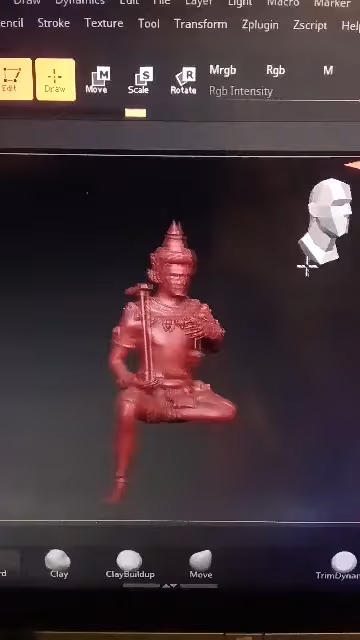 Draw Dynamics Edit File Layer Light Macro Marker
encil Stroke Texture Tool Transform Zplugin Zscript Help
Edit Draw Move Scale Rotate Mrgb Rgb M
Rgb Intensity
Clay ClayBuildup Move TrimDynam